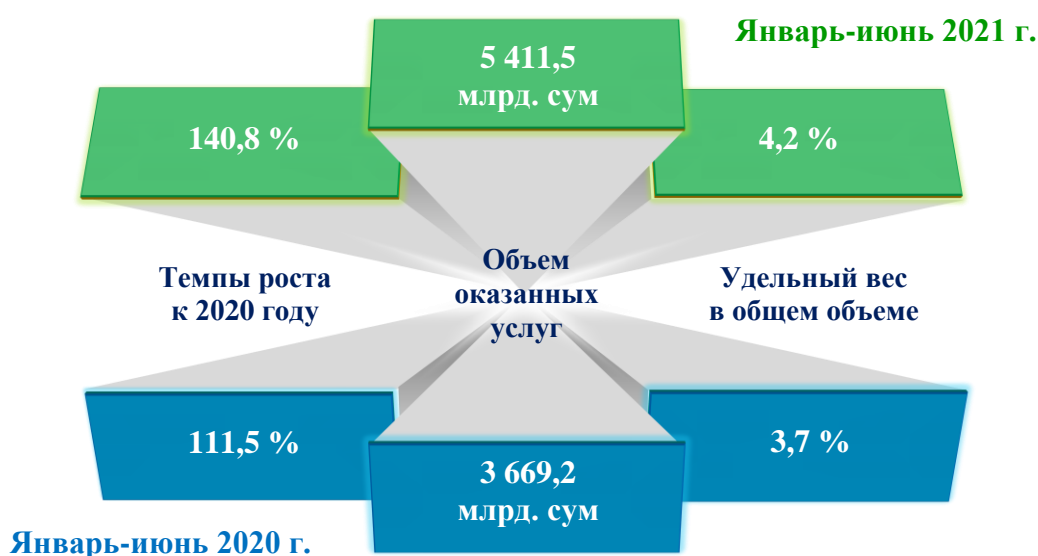 Январь-июнь 2021 г.
5 411,5
млрд. сум
140,8 %
4,2 %
Темпы роста
к 2020 году
Объем
оказанных
услуг
Удельный вес
в общем объеме
111,5 %
3 669,2
млрд. сум
3,7 %
Январь-июнь 2020 г.